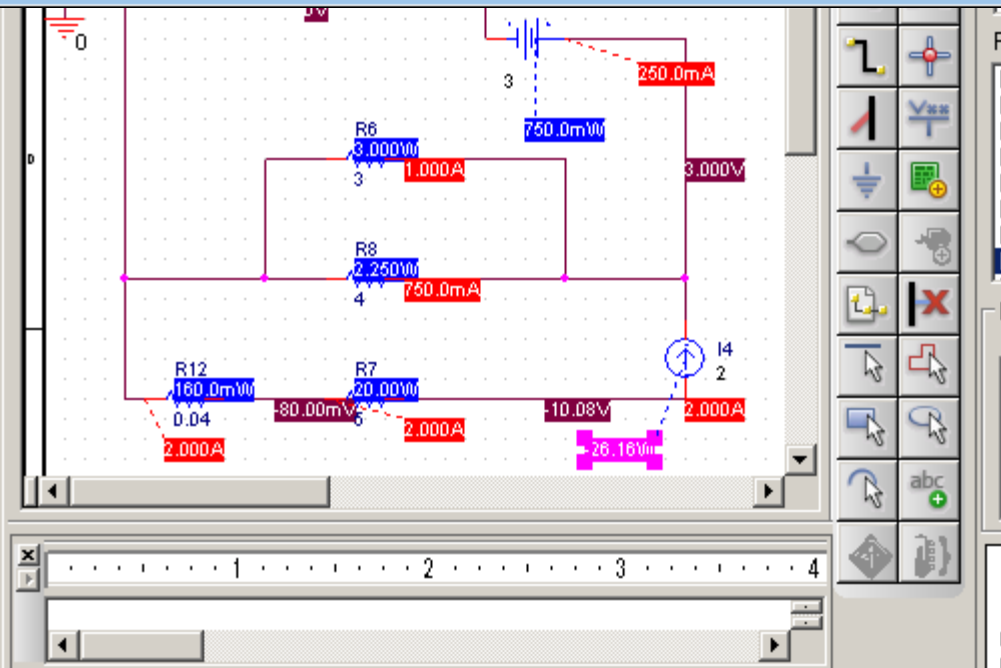 0
3
250.0mA
750.0mW
R6
3.000W
1.000A
3
3.000V
D
R8
2.250W
750.0mA
4
I4
2
R12
160.0mW
0.04
2.000A
-80.00mV
R7
20.00W
2.000A
-10.08V
2.000A
-26.16W
abc
1 2 3 4